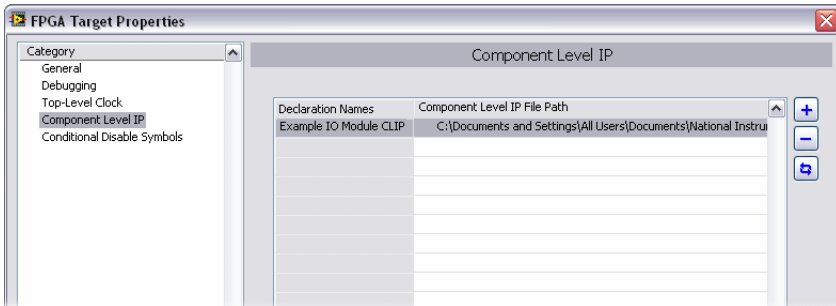 FPGA Target Properties
Category
General
Debugging
Top-Level Clock
Component Level IP
Conditional Disable Symbols
Component Level IP
Declaration Names Component Level IP File Path
Example IO Module CLIP C:\Documents and Settings\All Users\Documents\National Instru